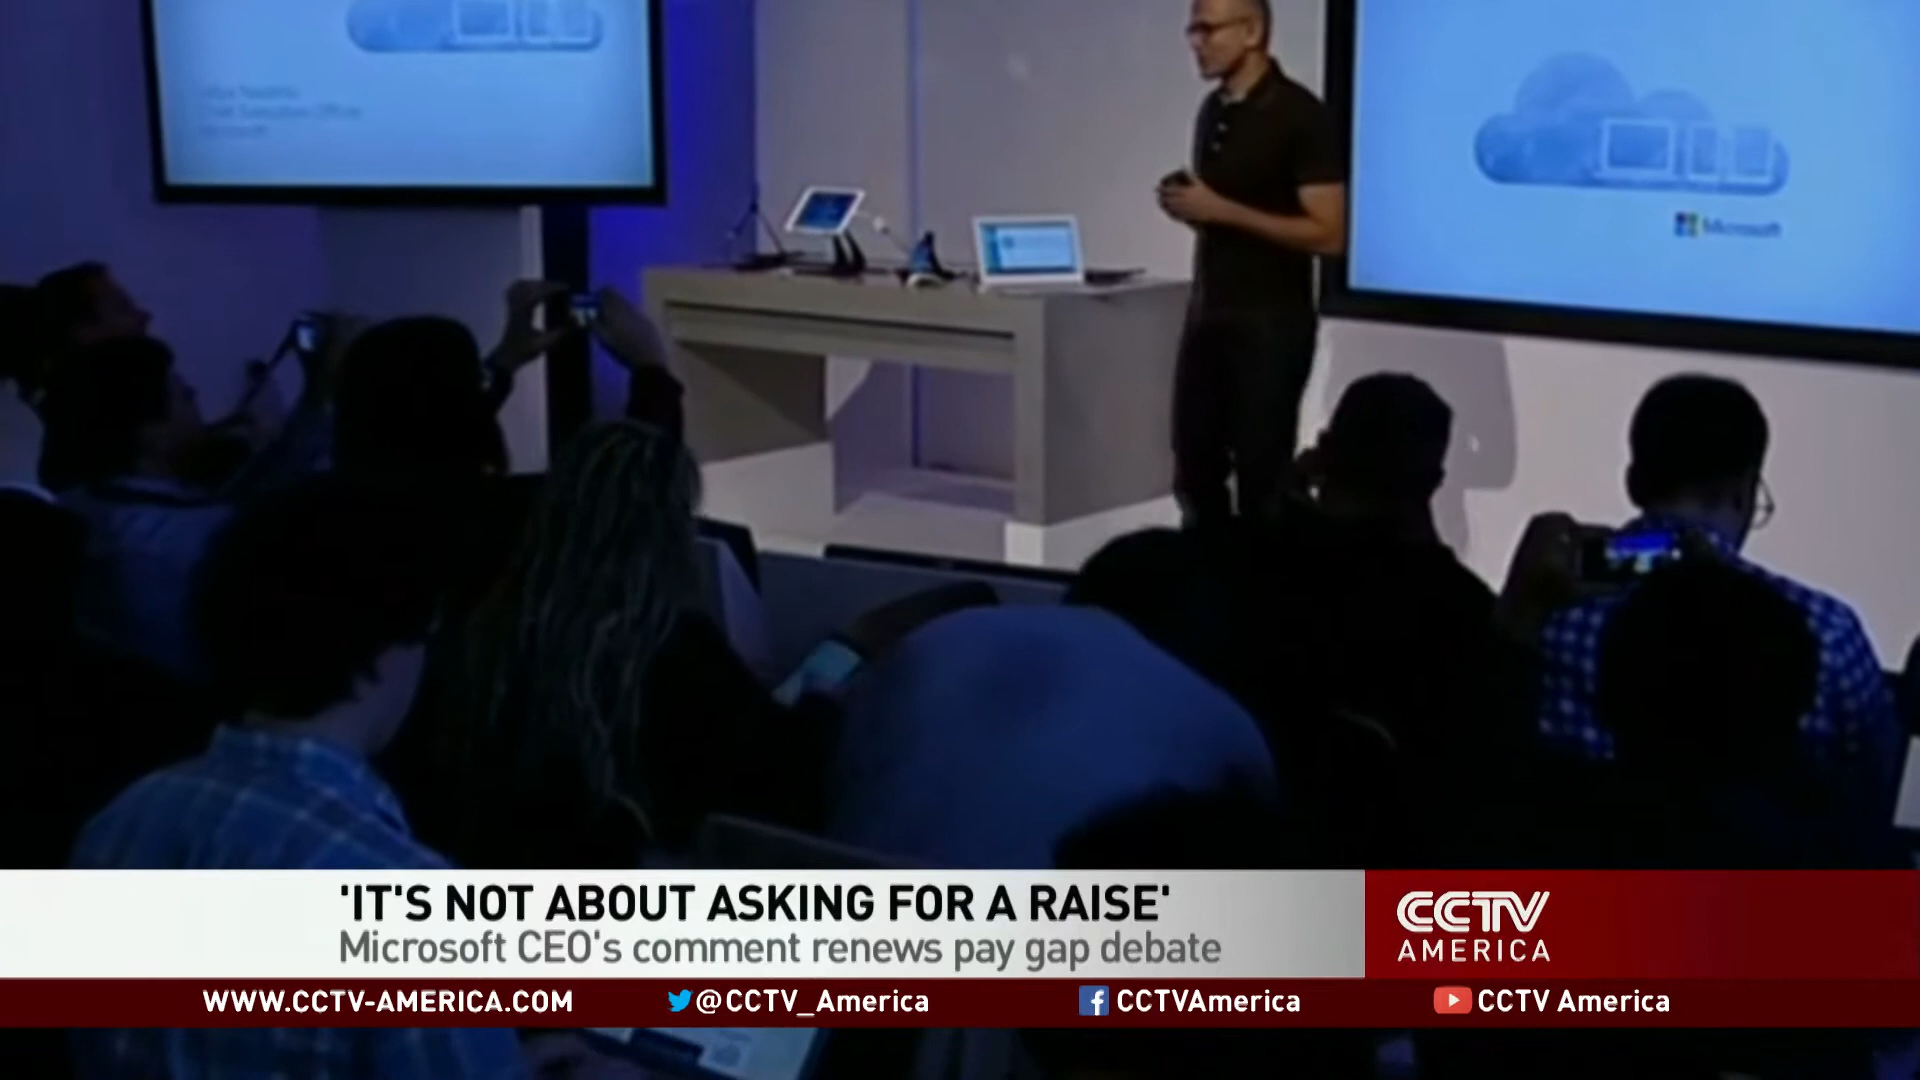 Microsoft
'IT'S NOT ABOUT ASKING FOR A RAISE'
Microsoft CEO's comment renews pay gap debate
CCTV
AMERICA
WWW.CCTV-AMERICA.COM
@CCTV_America
CCTVAmerica
CCTV America